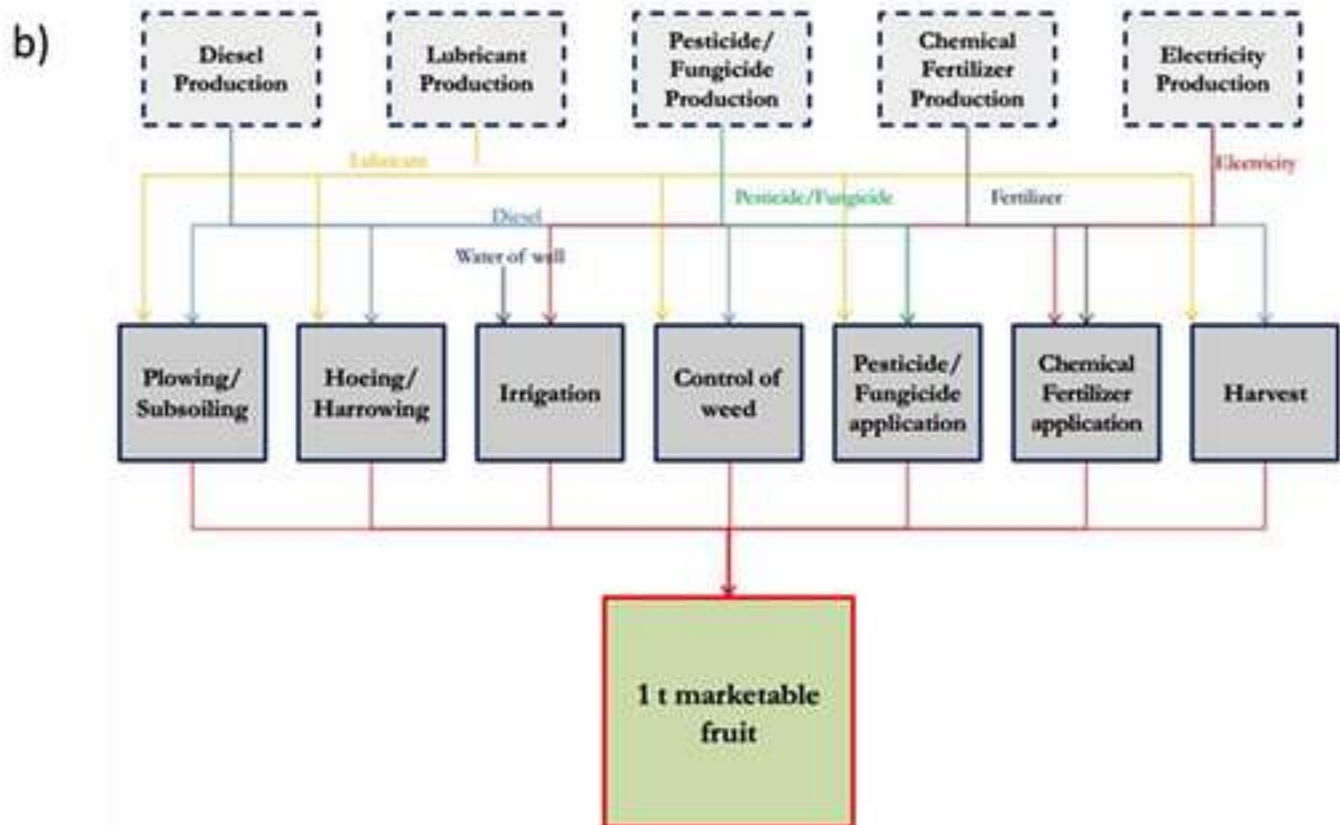 b)
Diesel
Production
Lubricant
Production
Pesticide/
Fungicide
Production
Chemical
Fertilizer
Production
Electricity
Production
Lubricant
Electricity
Pesticide/Fungicide
Fertilizer
Diesel
Water of well
Plowing/
Subsoiling
Hoeing/
Harrowing
Irrigation
Control of
weed
Pesticide/
Fungicide
application
Chemical
Fertilizer
application
Harvest
1 t marketable
fruit